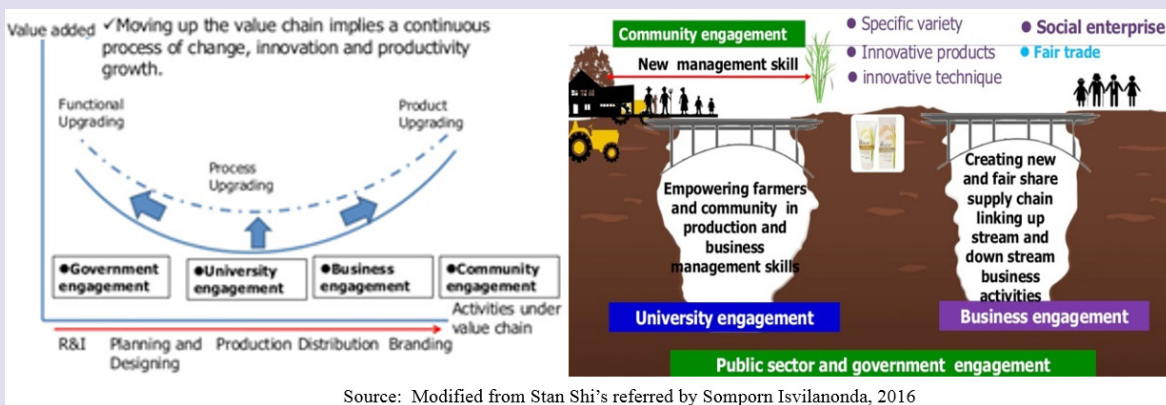 Value added
✓Moving up the value chain implies a continuous
process of change, innovation and productivity
growth.
Functional
Upgrading
Product
Upgrading
Process
Upgrading
●Government
engagement
●University
engagement
●Business
engagement
●Community
engagement
Activities under
value chain
R&I
Planning and
Designing
Production
Distribution
Branding
Community engagement
New management skill
● Specific variety
● Innovative products
● innovative technique
● Social enterprise
● Fair trade
Empowering farmers
and community in
production and
business
management skills
Creating new
and fair share
supply chain
linking up
stream and
down stream
business
activities
University engagement
Business engagement
Public sector and government engagement
Source: Modified from Stan Shi's referred by Somporn Isvilanonda, 2016